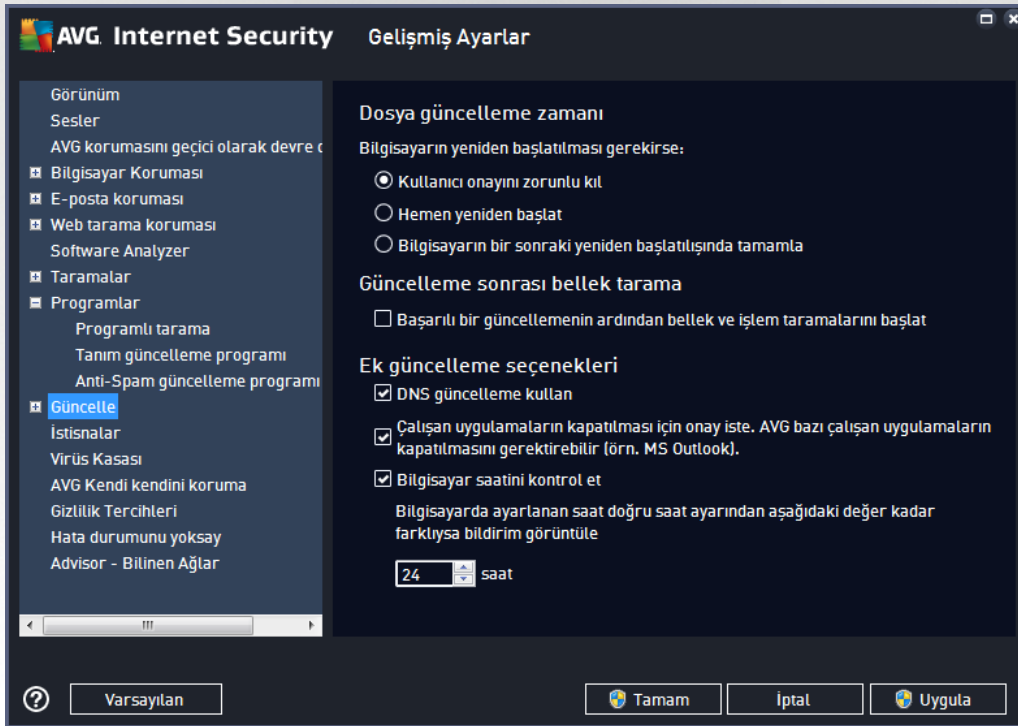 AVG Internet Security
Gelişmiş Ayarlar
Görünüm
Sesler
AVG korumasını geçici olarak devre
Bilgisayar Koruması
E-posta koruması
Web tarama koruması
Software Analyzer
Taramalar
Programlar
Programlı tarama
Tanım güncelleme programı
Anti-Spam güncelleme programı
Güncelle
İstisnalar
Virüs Kasası
AVG Kendi kendini koruma
Gizlilik Tercihleri
Hata durumunu yoksay
Advisor - Bilinen Ağlar
Dosya güncelleme zamanı
Bilgisayarın yeniden başlatılması gerekirse:
Kullanıcı onayını zorunlu kıl
Hemen yeniden başlat
Bilgisayarın bir sonraki yeniden başlatılışında tamamla
Güncelleme sonrası bellek tarama
Başarılı bir güncellemenin ardından bellek ve işlem taramalarını başlat
Ek güncelleme seçenekleri
DNS güncelleme kullan
Çalışan uygulamaların kapatılması için onay iste. AVG bazı çalışan uygulamaların
kapatılmasını gerektirebilir (örn. MS Outlook).
Bilgisayar saatini kontrol et
Bilgisayarda ayarlanan saat doğru saat ayarından aşağıdaki değer kadar
farklıysa bildirim görüntüle
24 saat
Varsayılan
Tamam
İptal
Uygula